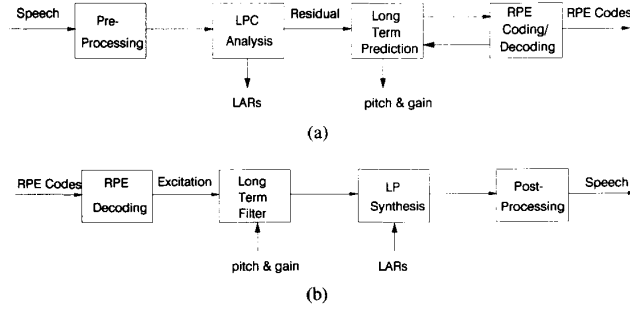 Speech
Pre-
Processing
LPC
Analysis
Residual
Long
Term
Prediction
RPE
Coding/
Decoding
RPE Codes
LARs
pitch & gain
(a)
RPE Codes
RPE
Decoding
Excitation
Long
Term
Filter
LP
Synthesis
Post-
Processing
Speech
pitch & gain
LARs
(b)